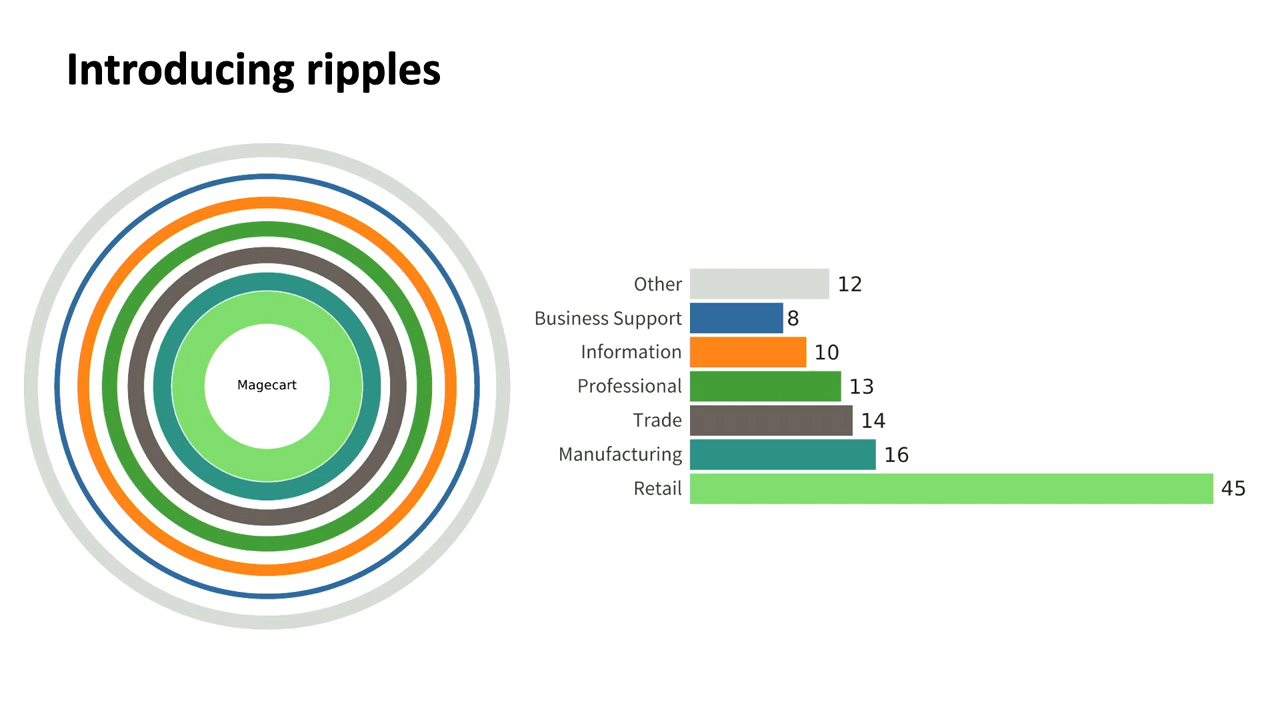 Introducing ripples
Magecart
Other 12
Business Support 8
Information 10
Professional 13
Trade 14
Manufacturing 16
Retail 45